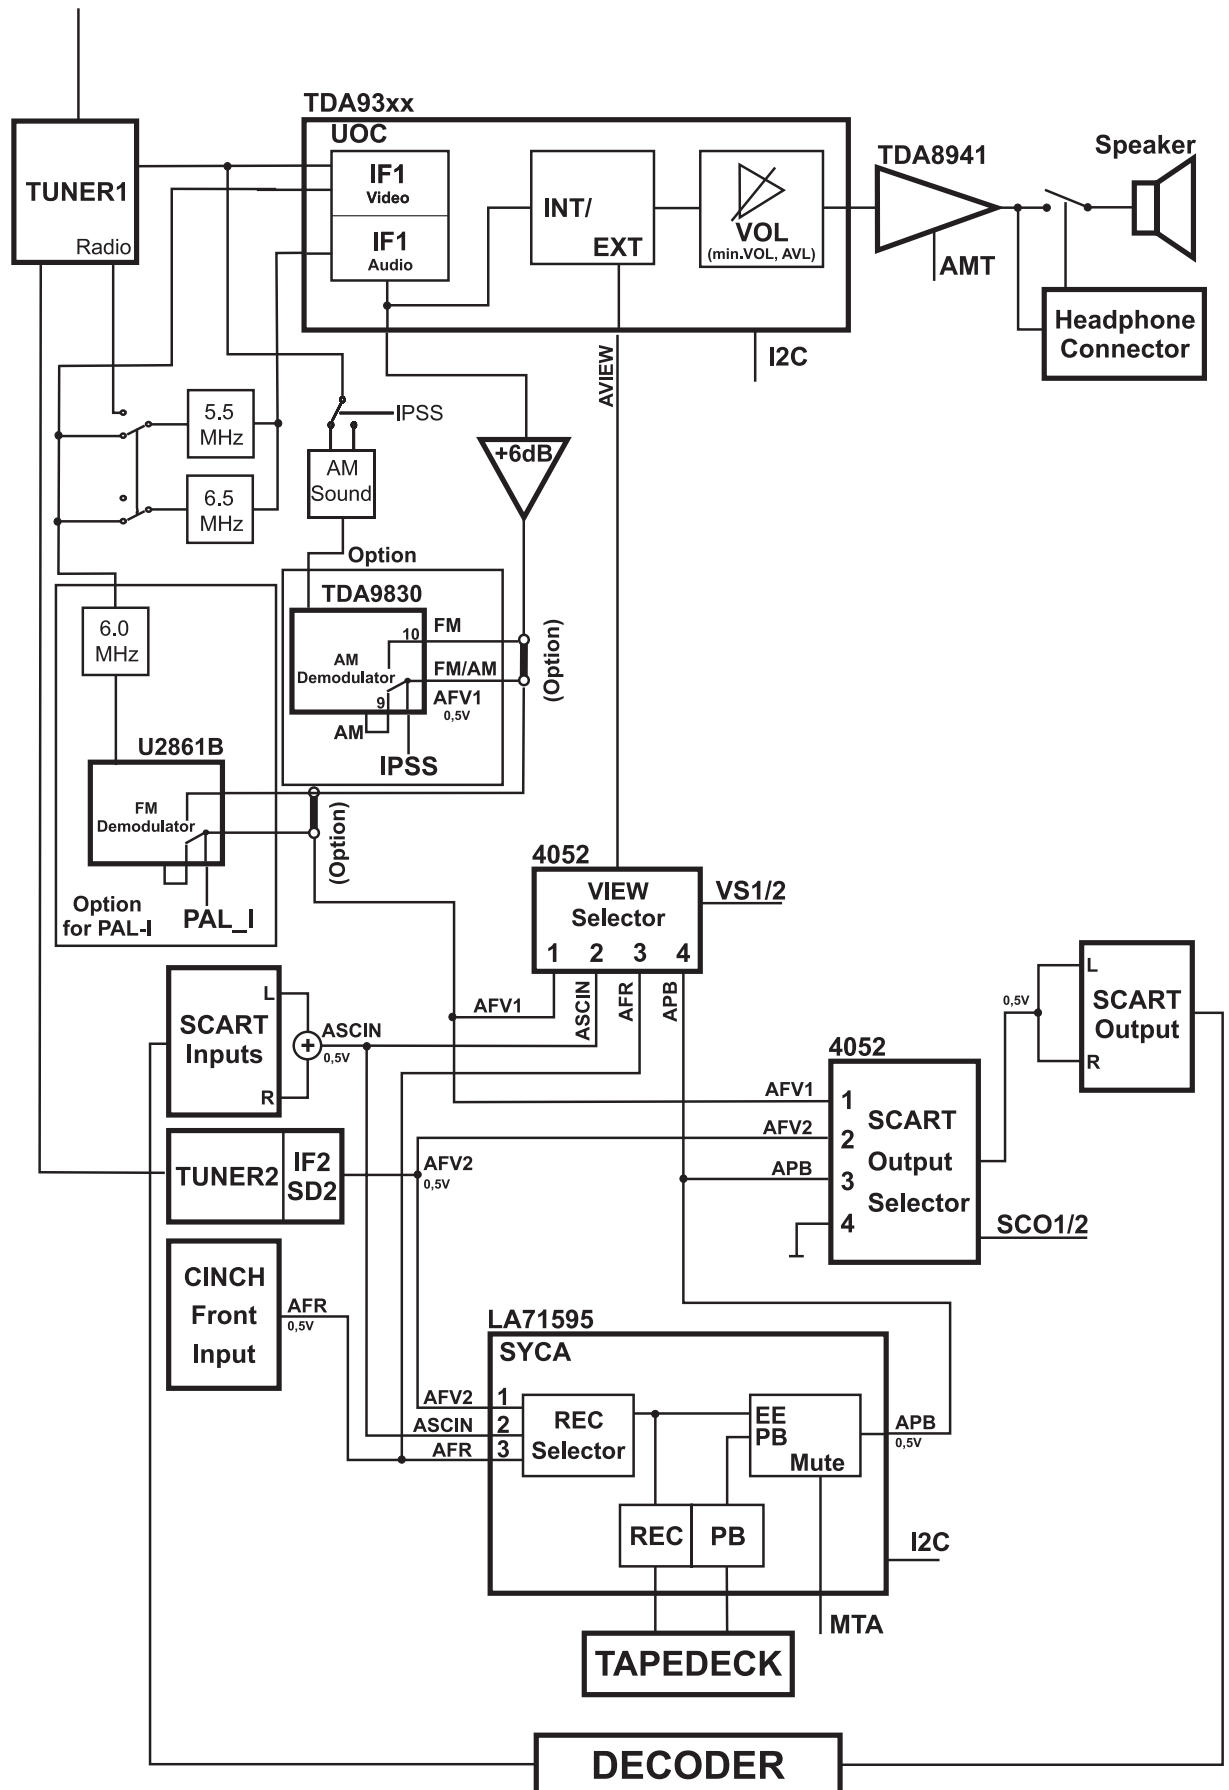 TDA93xx
UOC
TUNER1
Radio
IF1
Video
IF1
Audio
INT/
EXT
VOL
(min.VOL, AVL)
TDA8941
AMT
Speaker
Headphone
Connector
I2C
AVIEW
5.5
MHz
6.5
MHz
IPSS
AM
Sound
+6dB
Option
TDA9830
10
FM
AM
Demodulator
FM/AM
9
AFV1
0,5V
AM
IPSS
(Option)
6.0
MHz
U2861B
FM
Demodulator
Option
for PAL-I
PAL_I
(Option)
4052
VIEW
Selector
1 2 3 4
VS1/2
AFV1
ASCIN
AFR
APB
SCART
Inputs
L
R
+
ASCIN
0,5V
TUNER2
IF2
SD2
AFV2
0,5V
CINCH
Front
Input
AFR
0,5V
4052
AFV1
1
AFV2
2
APB
3
4
SCART
Output
Selector
SCO1/2
0,5V
L
R
SCART
Output
LA71595
SYCA
AFV2
1
ASCIN
2
AFR
3
REC
Selector
EE
PB
Mute
APB
0,5V
REC
PB
I2C
MTA
TAPEDECK
DECODER